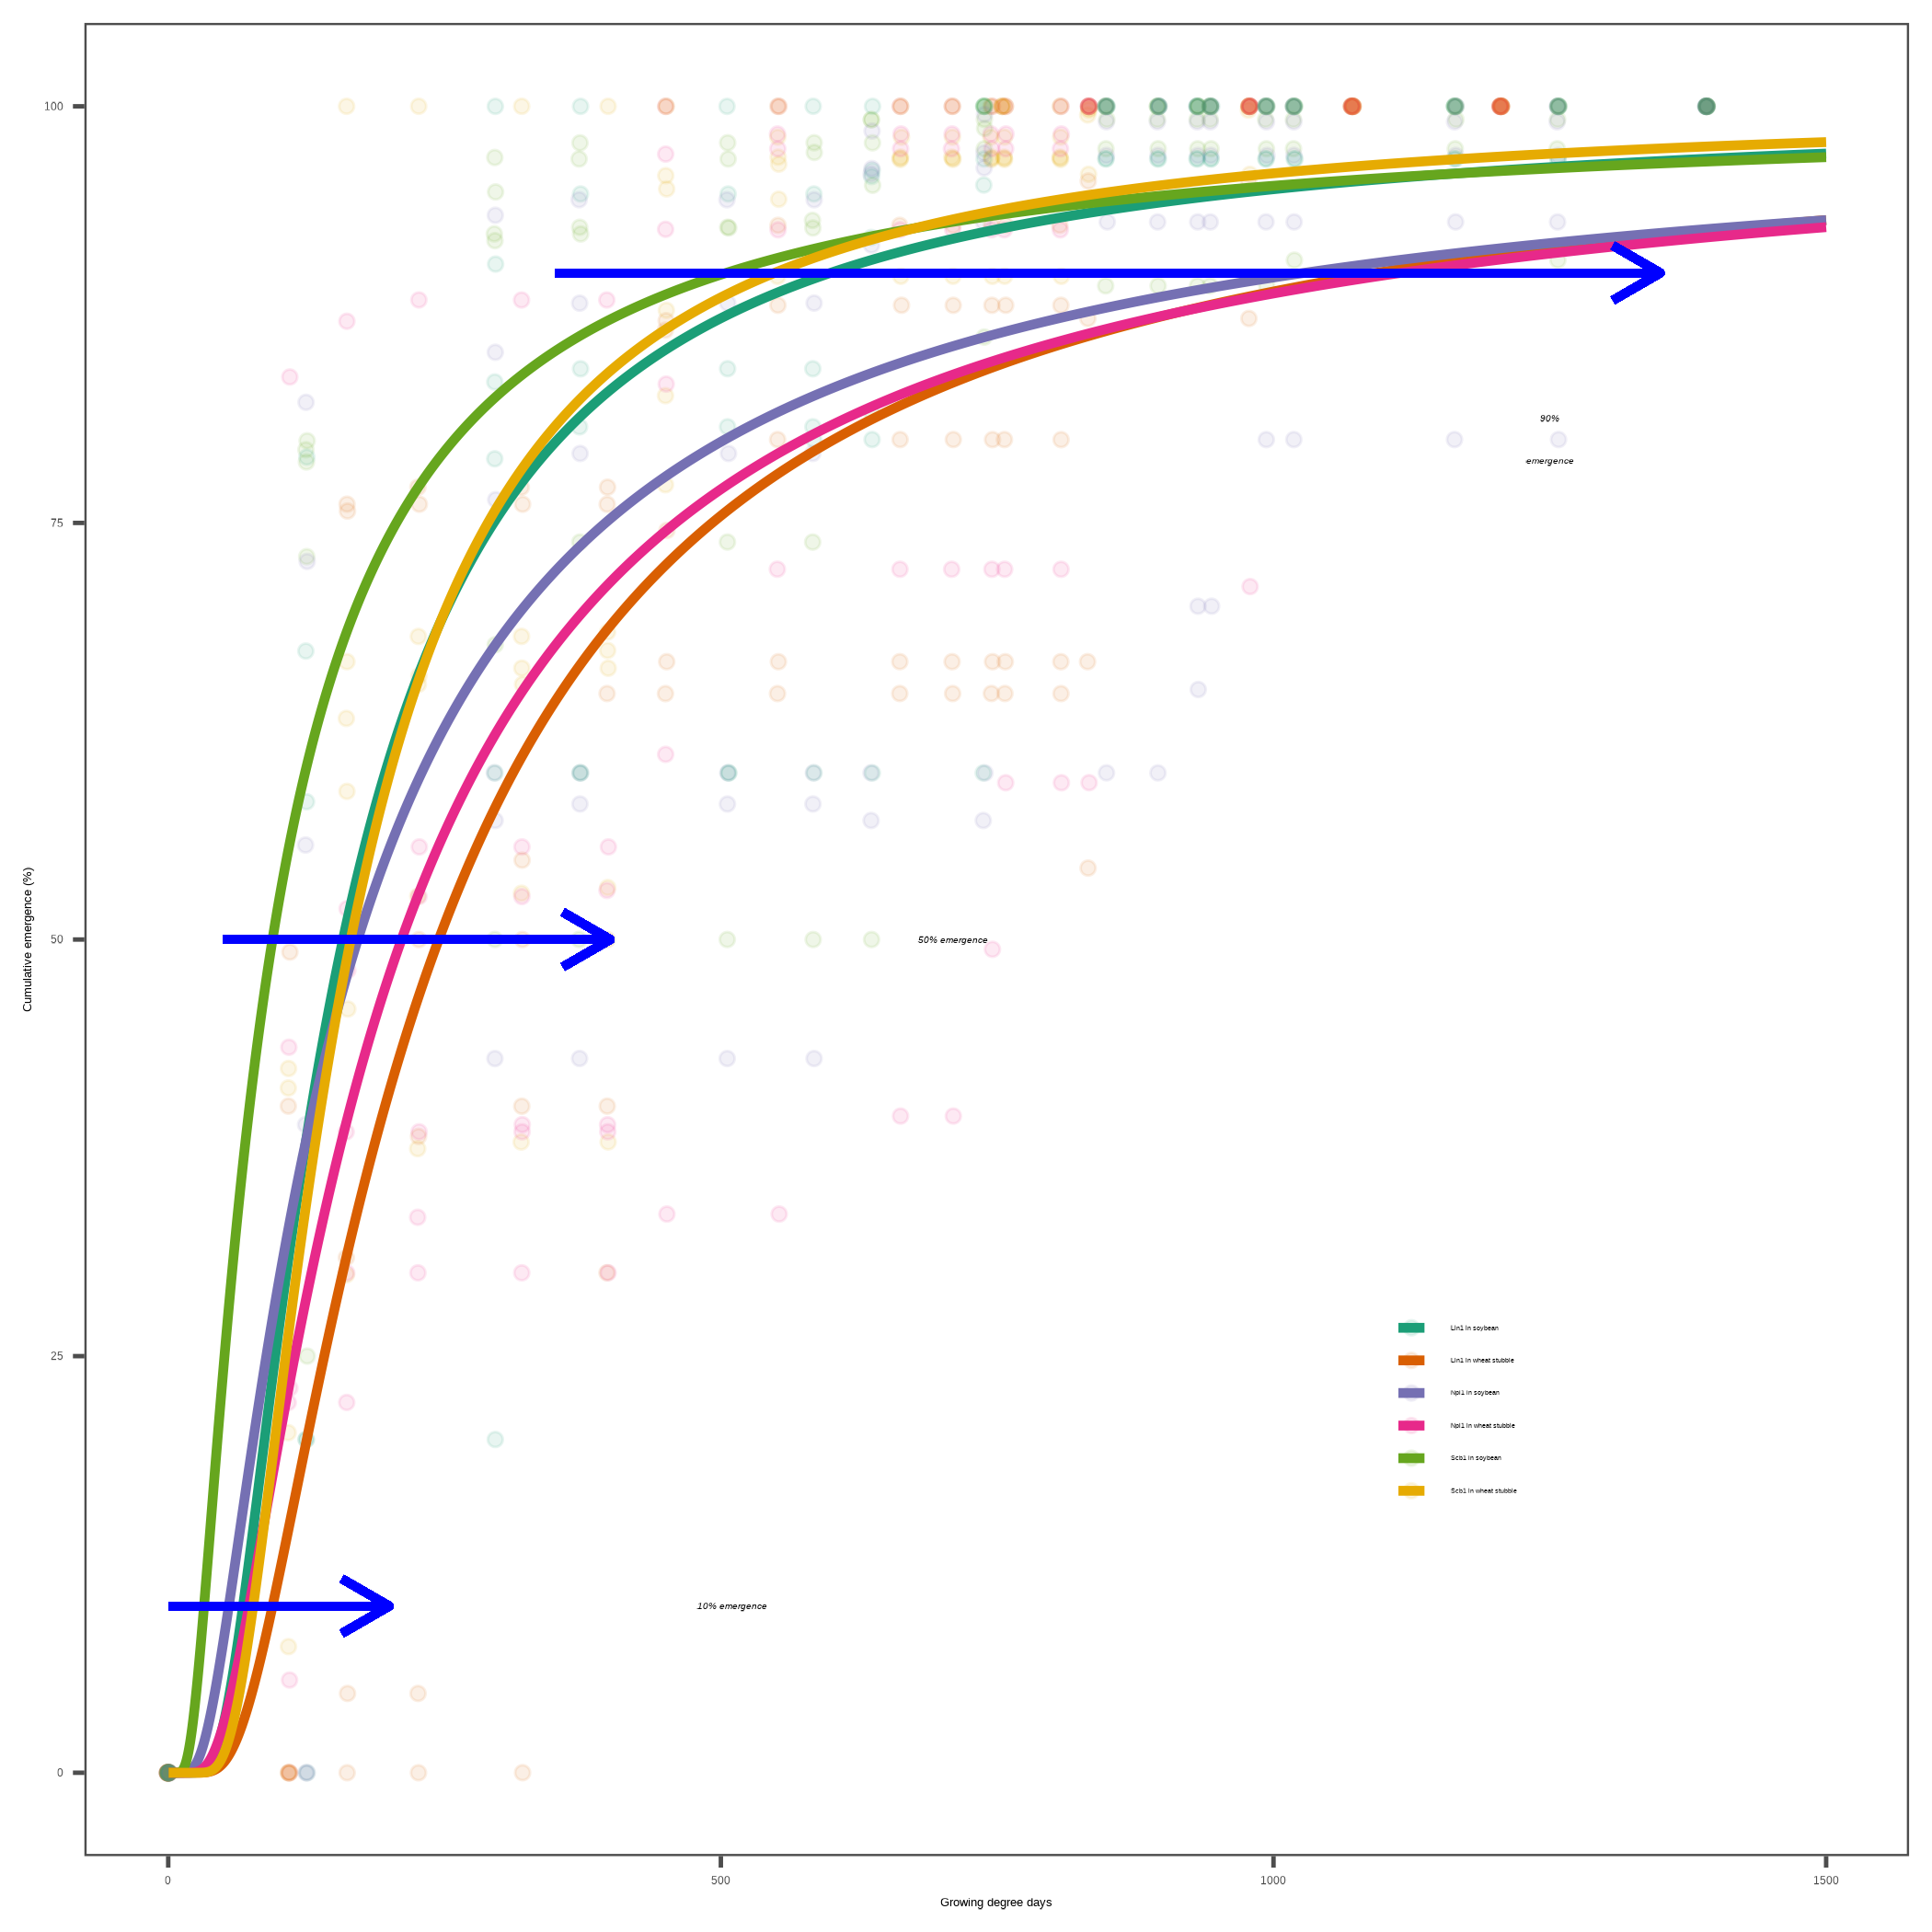 100
75
50
25
0
Cumulative emergence (%)
90%
emergence
50% emergence
10% emergence
Lin1 in soybean
Lin1 in wheat stubble
Npl1 in soybean
Npl1 in wheat stubble
Scb1 in soybean
Scb1 in wheat stubble
0
500
1000
1500
Growing degree days